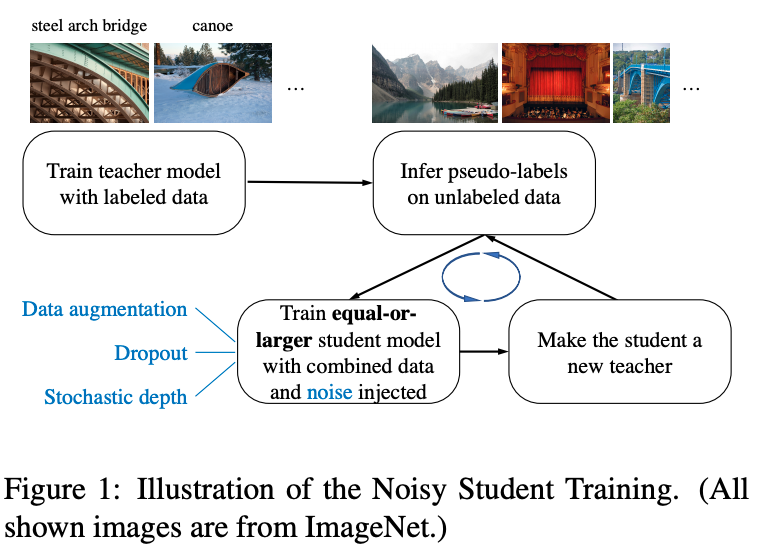 steel arch bridge
canoe
...
...
Train teacher model
with labeled data
Infer pseudo-labels
on unlabeled data
Data augmentation
Dropout
Stochastic depth
Train equal-or-
larger student model
with combined data
and noise injected
Make the student a
new teacher
Figure 1: Illustration of the Noisy Student Training. (All
shown images are from ImageNet.)